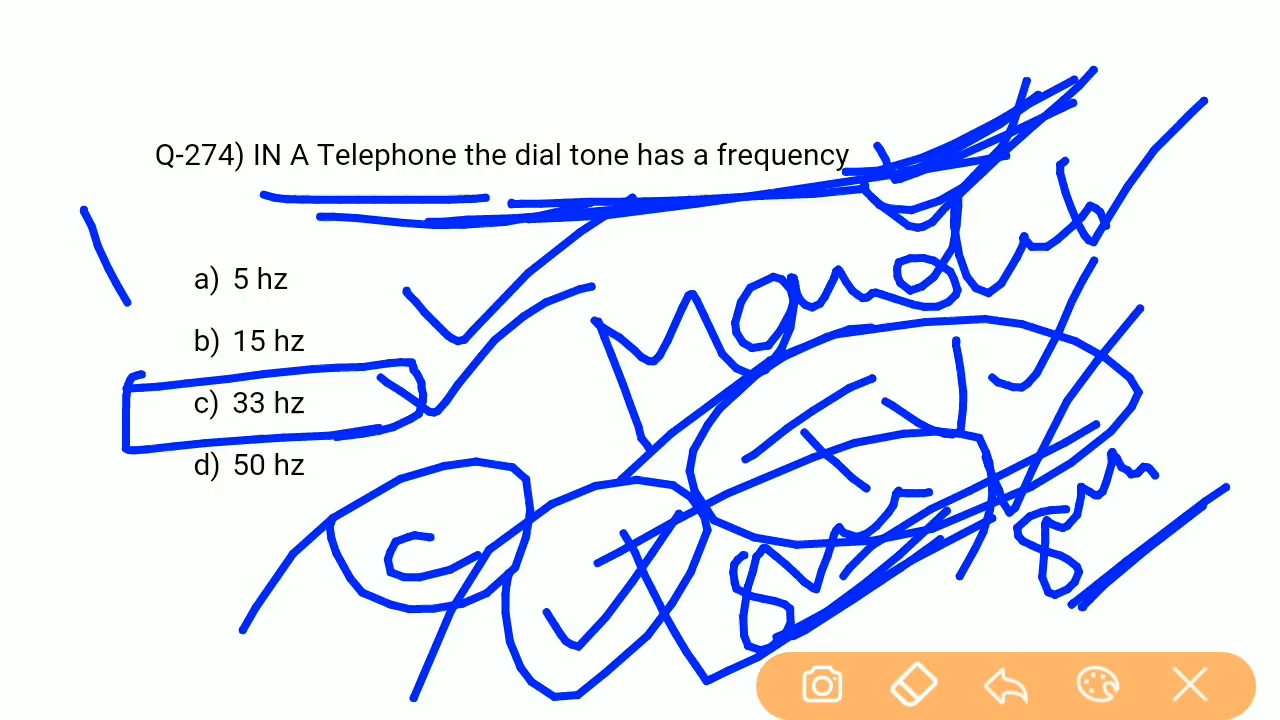 Q-274) IN A Telephone the dial tone has a frequency
a) 5 hz
b) 15 hz
c) 33 hz
d) 50 hz